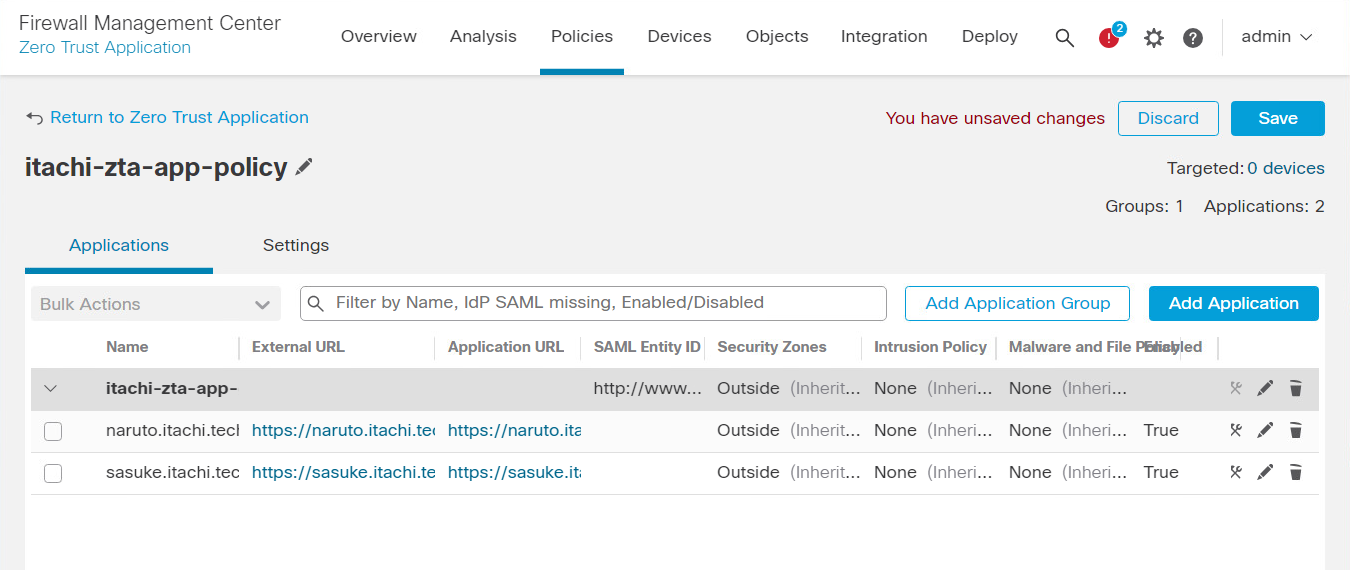 Firewall Management Center
Zero Trust Application
Overview Analysis Policies Devices Objects Integration Deploy 2 admin
Return to Zero Trust Application You have unsaved changes Discard Save
itachi-zta-app-policy Targeted: 0 devices
Groups: 1 Applications: 2
Applications Settings
Bulk Actions Filter by Name, IdP SAML missing, Enabled/Disabled Add Application Group Add Application
Name External URL Application URL SAML Entity ID Security Zones Intrusion Policy Malware and File Policy Enabled
itachi-zta-app- http://www... Outside (Inherit... None (Inheri... None (Inheri...
naruto.itachi.tech https://naruto.itachi.tec https://naruto.ita Outside (Inherit... None (Inheri... None (Inheri... True
sasuke.itachi.tec https://sasuke.itachi.te https://sasuke.ita Outside (Inherit... None (Inheri... None (Inheri... True